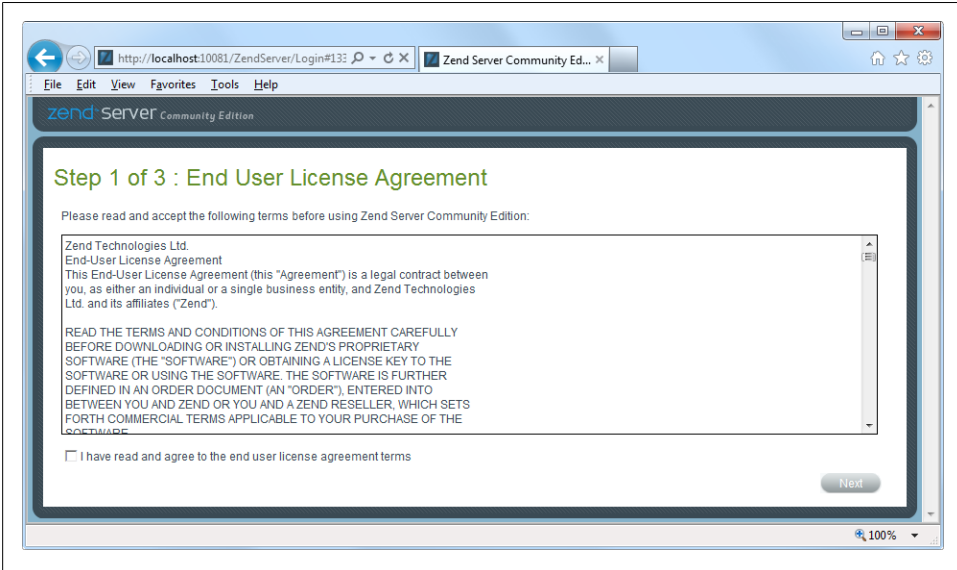 http://localhost:10081/ZendServer/Login#133
Zend Server Community Ed...
File Edit View Favorites Tools Help
zend server Community Edition
Step 1 of 3 : End User License Agreement
Please read and accept the following terms before using Zend Server Community Edition:
Zend Technologies Ltd.
End-User License Agreement
This End-User License Agreement (this "Agreement") is a legal contract between
you, as either an individual or a single business entity, and Zend Technologies
Ltd. and its affiliates ("Zend").
READ THE TERMS AND CONDITIONS OF THIS AGREEMENT CAREFULLY
BEFORE DOWNLOADING OR INSTALLING ZEND'S PROPRIETARY
SOFTWARE (THE "SOFTWARE") OR OBTAINING A LICENSE KEY TO THE
SOFTWARE OR USING THE SOFTWARE. THE SOFTWARE IS FURTHER
DEFINED IN AN ORDER DOCUMENT (AN "ORDER"), ENTERED INTO
BETWEEN YOU AND ZEND OR YOU AND A ZEND RESELLER, WHICH SETS
FORTH COMMERCIAL TERMS APPLICABLE TO YOUR PURCHASE OF THE
SOFTWARE
I have read and agree to the end user license agreement terms
Next
100%